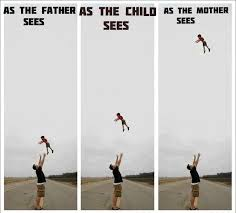 AS THE FATHER
SEES
AS THE CHILD
SEES
AS THE MOTHER
SEES